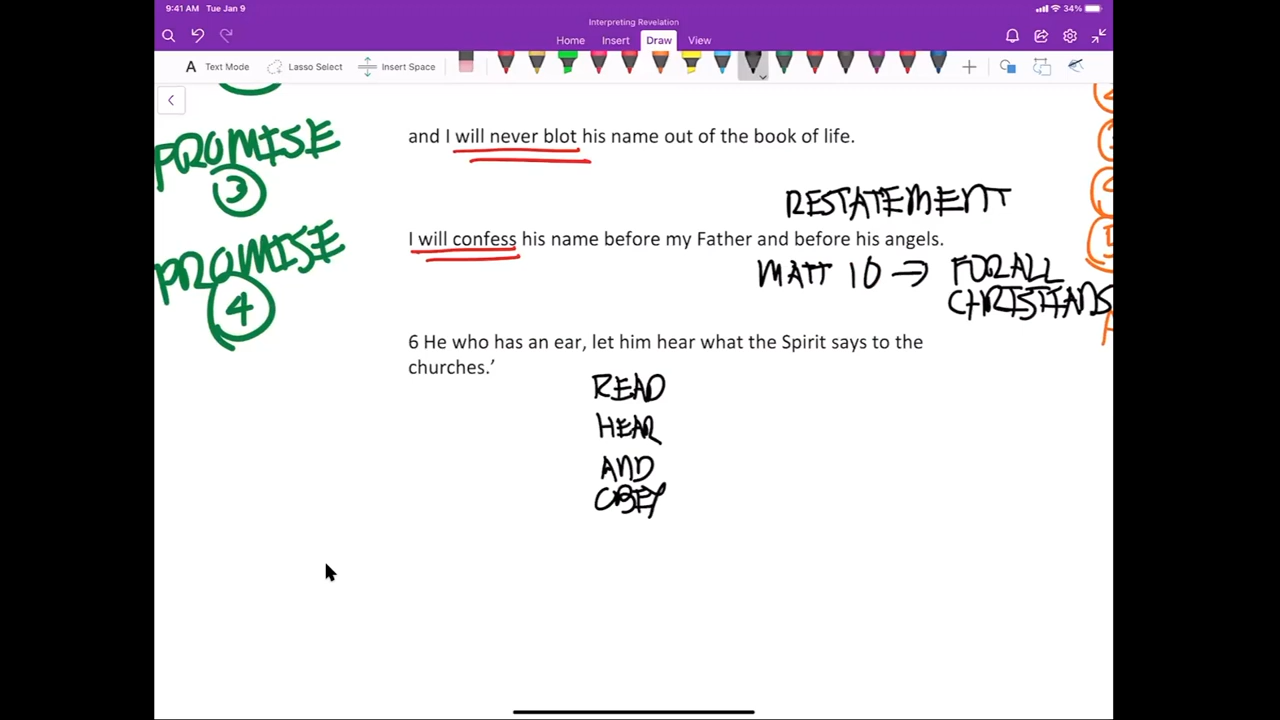 9:41 AM Tue Jan 9
34%
Interpreting Revelation
Home Insert Draw View
Text Mode Lasso Select Insert Space
PROMISE
3
and I will never blot his name out of the book of life.
RESTATEMENT
PROMISE
4
I will confess his name before my Father and before his angels.
MATT 10 → FOR ALL
CHRISTIANS
6 He who has an ear, let him hear what the Spirit says to the
churches.’
READ
HEAR
AND
OBEY